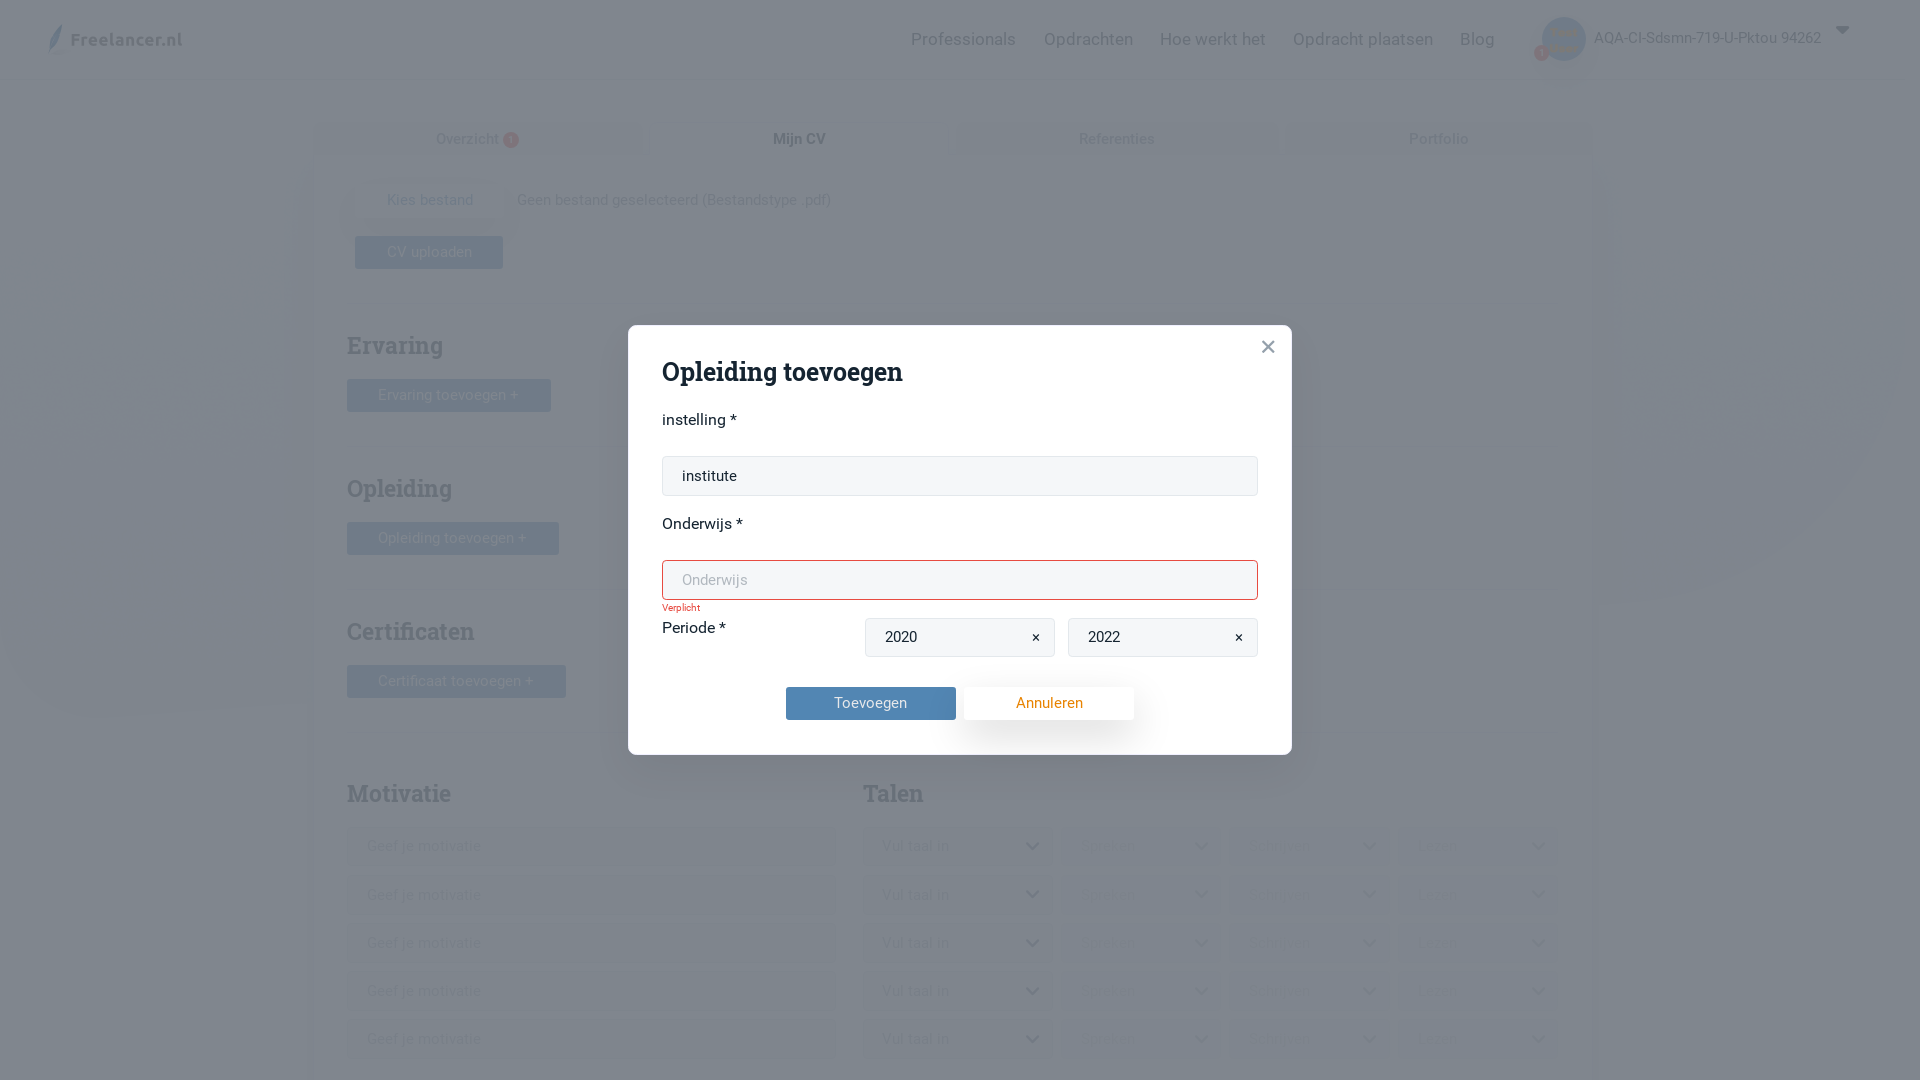 Freelancer.nl
Professionals
Opdrachten
Hoe werkt het
Opdracht plaatsen
Blog
AQA-CI-Sdsmn-719-U-Pktou 94262
Overzicht !
Mijn CV
Referenties
Portfolio
Kies bestand
Geen bestand geselecteerd (Bestandstype .pdf)
CV uploaden
Ervaring
Ervaring toevoegen +
Opleiding
Opleiding toevoegen +
Certificaten
Certificaat toevoegen +
×
Opleiding toevoegen
instelling *
institute
Onderwijs *
Onderwijs
Verplicht
Periode *
2020 ×
2022 ×
Toevoegen
Annuleren
Motivatie
Geef je motivatie
Geef je motivatie
Geef je motivatie
Geef je motivatie
Geef je motivatie
Talen
Vul taal in
Vul taal in
Vul taal in
Vul taal in
Vul taal in